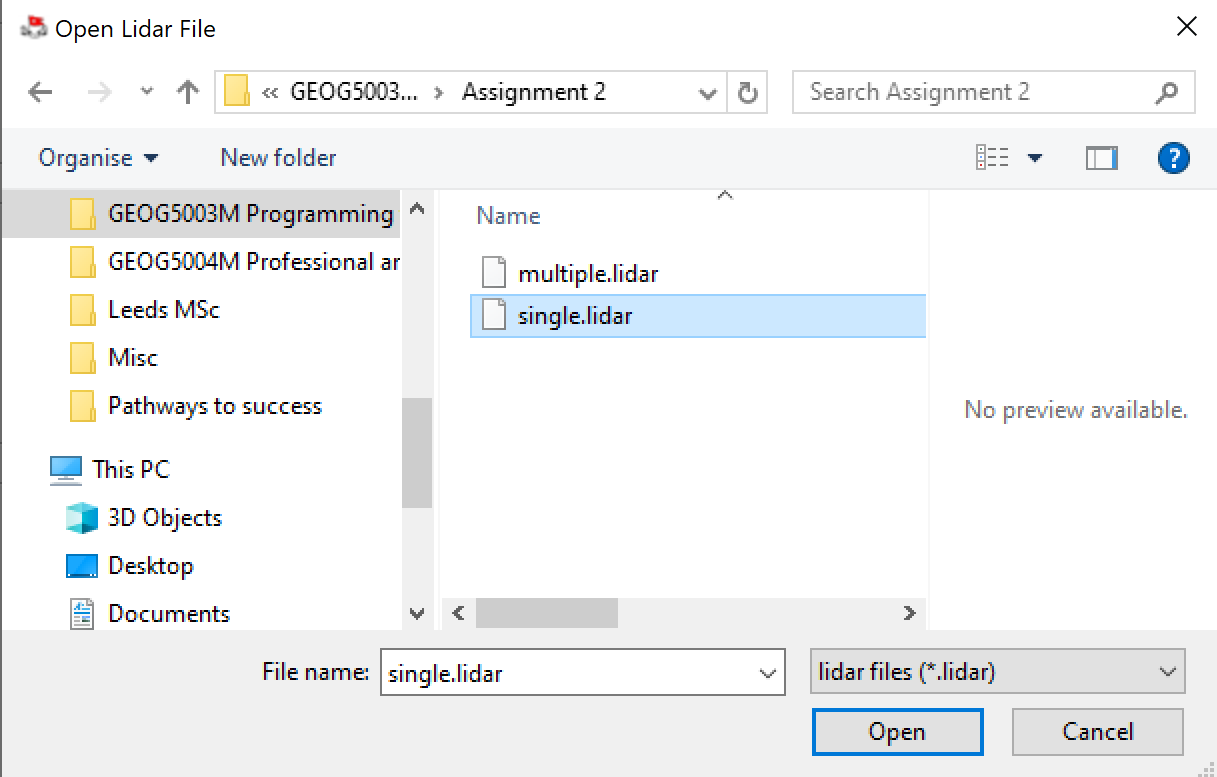 Open Lidar File
« GEOG5003... > Assignment 2
Search Assignment 2
Organise
New folder
?
GEOG5003M Programming
GEOG5004M Professional ar
Leeds MSc
Misc
Pathways to success
This PC
3D Objects
Desktop
Documents
Name
multiple.lidar
single.lidar
No preview available.
File name: single.lidar
lidar files (*.lidar)
Open
Cancel